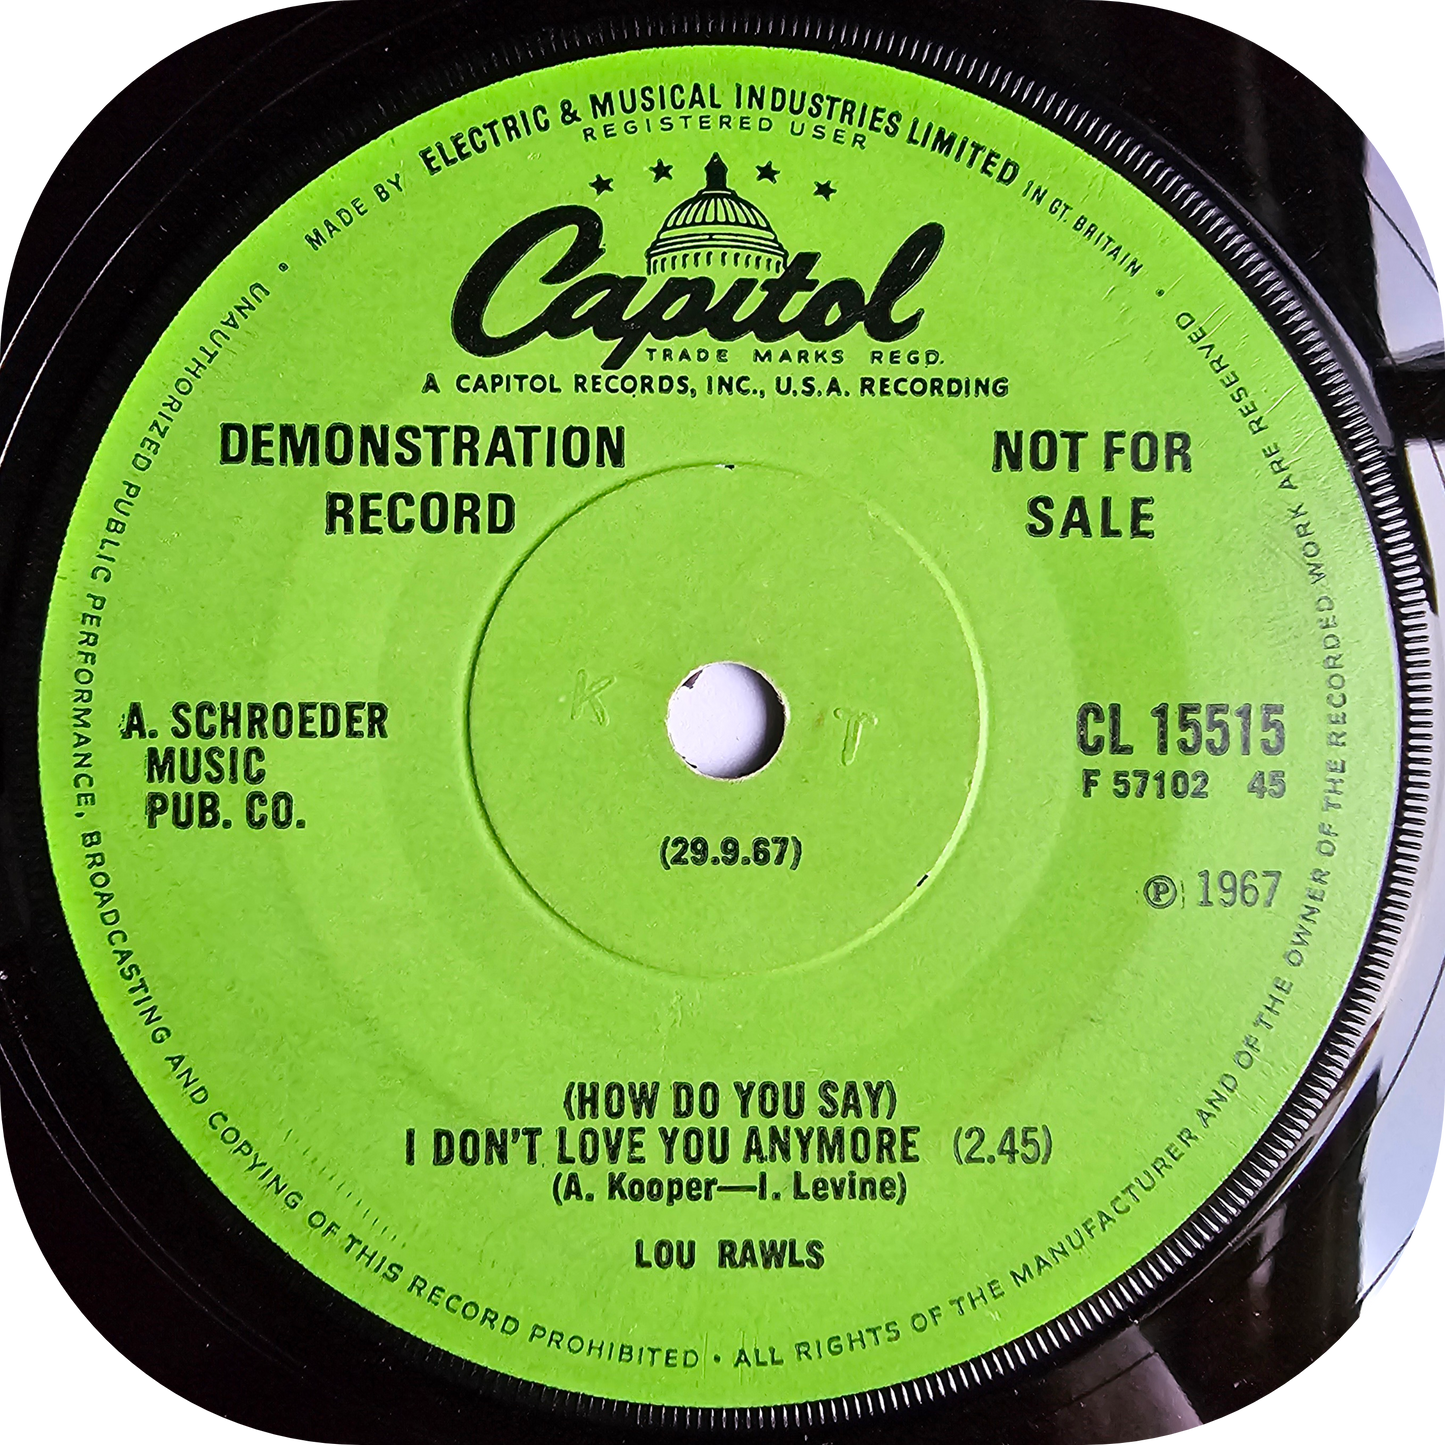 MADE BY ELECTRIC & MUSICAL INDUSTRIES LIMITED IN GT. BRITAIN
REGISTERED USER
Capitol
TRADE MARKS REGD.
A CAPITOL RECORDS, INC., U.S.A. RECORDING
DEMONSTRATION
RECORD
NOT FOR
SALE
A. SCHROEDER
MUSIC
PUB. CO.
K T
CL 15515
F 57102 45
(29.9.67)
℗ 1967
(HOW DO YOU SAY)
I DON'T LOVE YOU ANYMORE (2.45)
(A. Kooper—I. Levine)
LOU RAWLS
• UNAUTHORIZED PUBLIC PERFORMANCE, BROADCASTING AND COPYING OF THIS RECORD PROHIBITED • ALL RIGHTS OF THE MANUFACTURER AND OF THE OWNER OF THE RECORDED WORK ARE RESERVED •